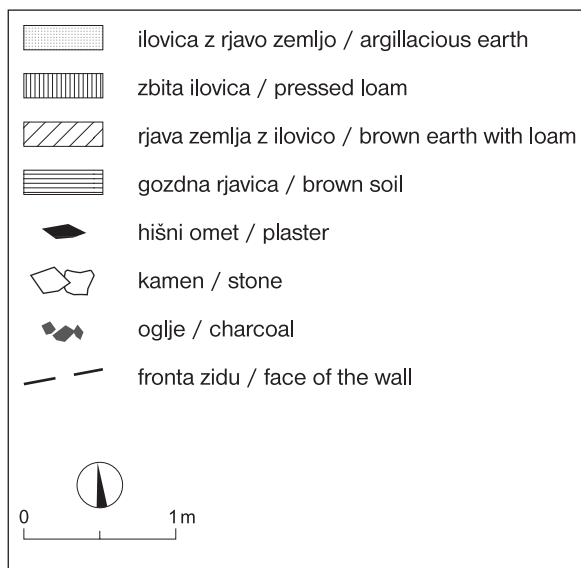 ilovica z rjavo zemljo / argillacious earth
zbita ilovica / pressed loam
rjava zemlja z ilovico / brown earth with loam
gozdna rjavica / brown soil
hišni omet / plaster
kamen / stone
oglje / charcoal
fronta zidu / face of the wall
0 1 m